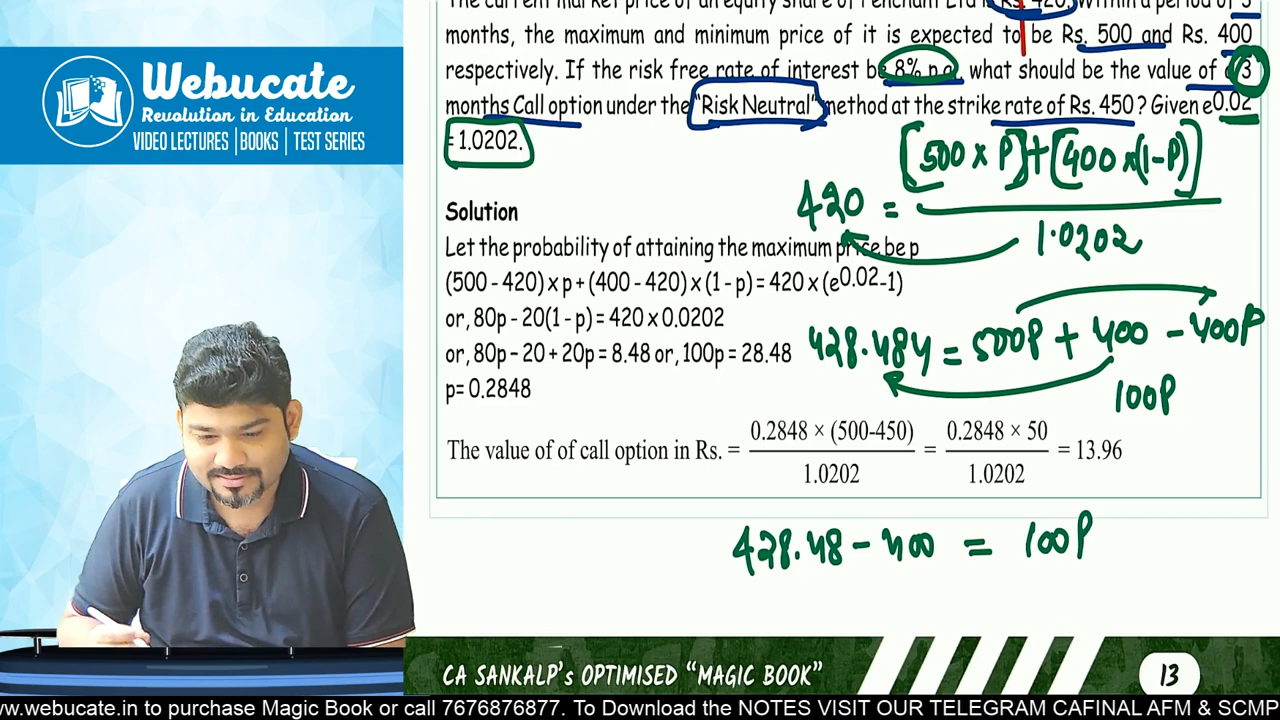 The current market price of an equity share of Penchant Ltd is Rs. 420. Within a period of 3
months, the maximum and minimum price of it is expected to be Rs. 500 and Rs. 400
respectively. If the risk free rate of interest be 8% p.a., what should be the value of a 3
months Call option under the "Risk Neutral" method at the strike rate of Rs. 450 ? Given e0.02
= 1.0202.
Webucate
Revolution in Education
VIDEO LECTURES | BOOKS | TEST SERIES
[500 x P] + [400 x (1-P)]
420 =
1.0202
Solution
Let the probability of attaining the maximum price be p
(500 - 420) x p + (400 - 420) x (1 - p) = 420 x (e0.02-1)
or, 80p - 20(1 - p) = 420 x 0.0202
or, 80p - 20 + 20p = 8.48 or, 100p = 28.48
p= 0.2848
428.484 = 500P + 400 - 400P
100P
The value of of call option in Rs. = 0.2848 × (500-450) / 1.0202 = 0.2848 × 50 / 1.0202 = 13.96
428.48 - 400 = 100P
CA SANKALP's OPTIMISED "MAGIC BOOK"
13
ww.webucate.in to purchase Magic Book or call 7676876877. To Download the NOTES VISIT OUR TELEGRAM CAFINAL AFM & SCMP